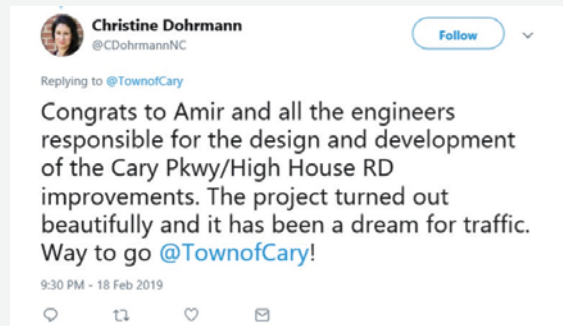 Christine Dohrmann
@CDohrmannNC
Follow
Replying to @TownofCary
Congrats to Amir and all the engineers
responsible for the design and development
of the Cary Pkwy/High House RD
improvements. The project turned out
beautifully and it has been a dream for traffic.
Way to go @TownofCary!
9:30 PM - 18 Feb 2019